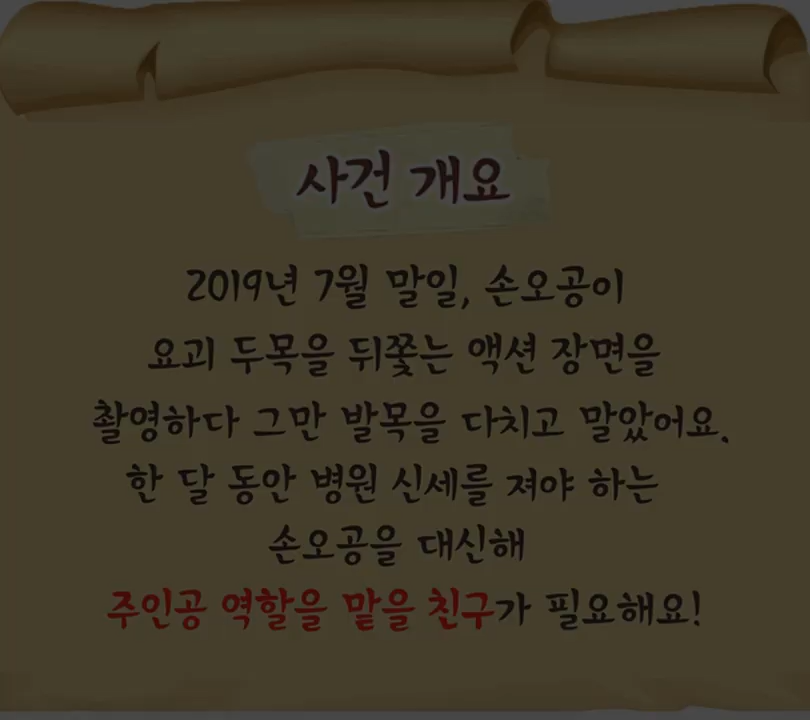 사건 개요
2019년 7월 말일, 손오공이
요괴 두목을 뒤쫓는 액션 장면을
촬영하다 그만 발목을 다치고 말았어요.
한 달 동안 병원 신세를 져야 하는
손오공을 대신해
주인공 역할을 맡을 친구가 필요해요!